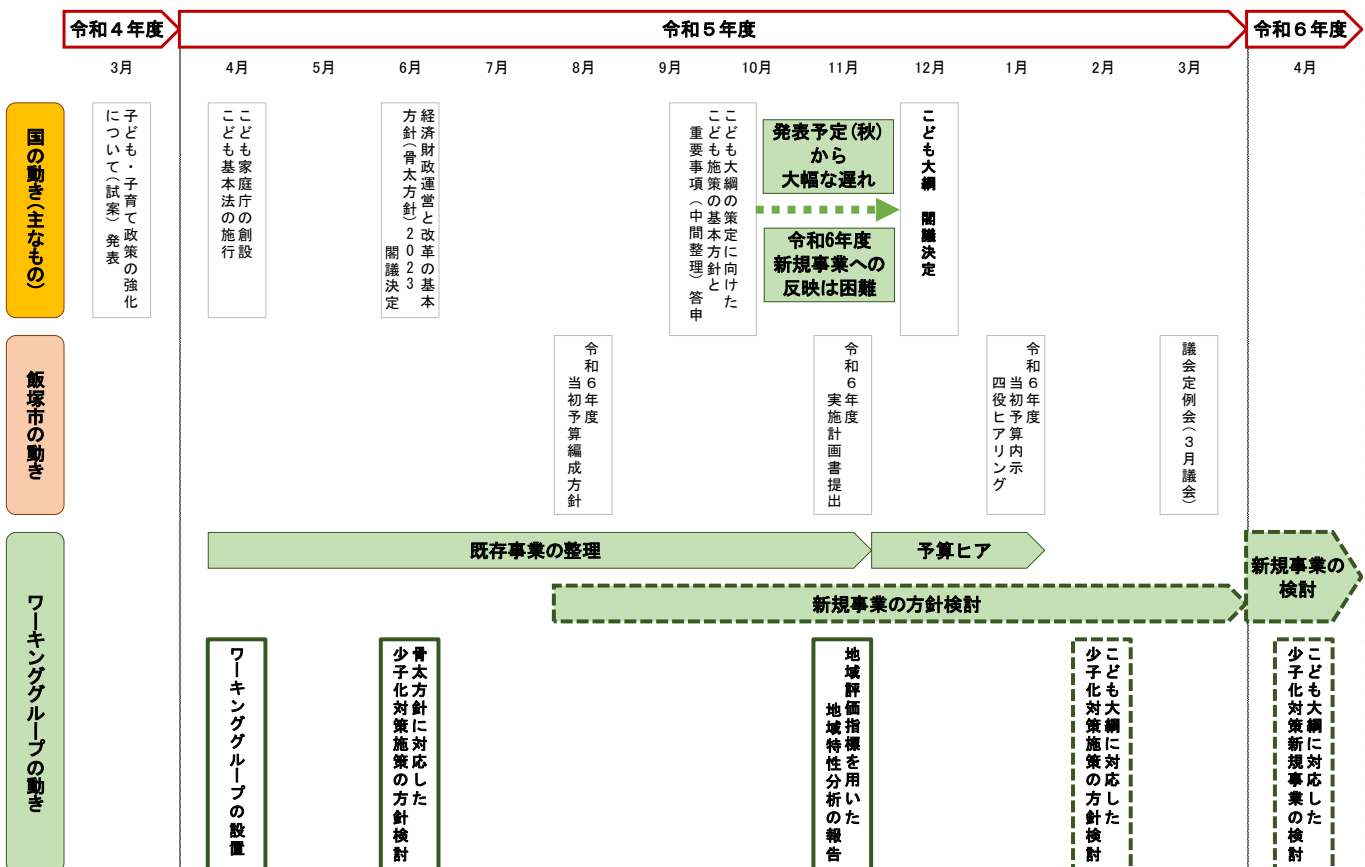 令和４年度
令和５年度
令和６年度
3月
4月
5月
6月
7月
8月
9月
10月
11月
12月
1月
2月
3月
4月
国の動き（主なもの）
子ども・子育て政策の強化
について（試案）発表
こども家庭庁の創設
こども基本法の施行
経済財政運営と改革の基本
方針（骨太方針）2023
閣議決定
こども大綱の策定に向けた
こども施策の基本方針と
重要事項（中間整理）答申
発表予定(秋)
から
大幅な遅れ
令和6年度
新規事業への
反映は困難
こども大綱　閣議決定
飯塚市の動き
令和６年度
当初予算編成方針
令和６年度
実施計画書提出
令和６年度
当初予算内示
四役ヒアリング
議会定例会（３月議会）
ワーキンググループの動き
既存事業の整理
予算ヒア
新規事業の方針検討
新規事業の
検討
ワーキンググループの設置
骨太方針に対応した
少子化対策施策の方針検討
地域評価指標を用いた
地域特性分析の報告
こども大綱に対応した
少子化対策施策の方針検討
こども大綱に対応した
少子化対策新規事業の検討